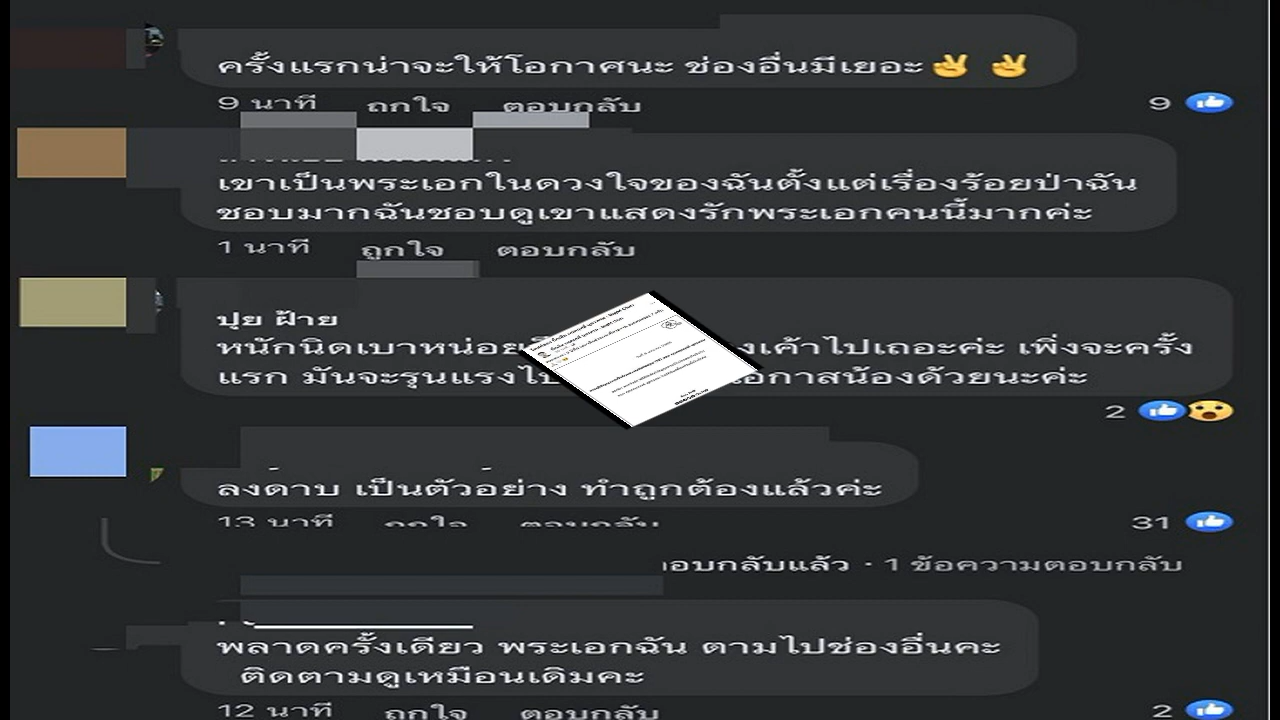 ครั้งแรกน่าจะให้โอกาศนะ ช่องอื่นมีเยอะ✌️ ✌️
9 นาที ถูกใจ ตอบกลับ
9
เขาเป็นพระเอกในดวงใจของฉันตั้งแต่เรื่องร้อยป่าฉัน
ชอบมากฉันชอบดูเขาแสดงรักพระเอกคนนี้มากค่ะ
1 นาที ถูกใจ ตอบกลับ
ปุย ฝ้าย
หนักนิดเบาหน่อย งเค้าไปเถอะค่ะ เพิ่งจะครั้ง
แรก มันจะรุนแรงไป โอกาสน้องด้วยนะค่ะ
2
ลงด้าบ เป็นตัวอ์ย่าง ทำถูกต้องแล้วค่ะ
13 นาที ถูกใจ ตอบกลับ
31
อบกลับแล้ว · 1 ข้อความตอบกลับ
พลาดครั้งเดียว พระเอกฉัน ตามไปช่องอื่นคะ
ติดตามดูเหมือนเดิมคะ
12 นาที ถูกใจ ตอบกลับ
2